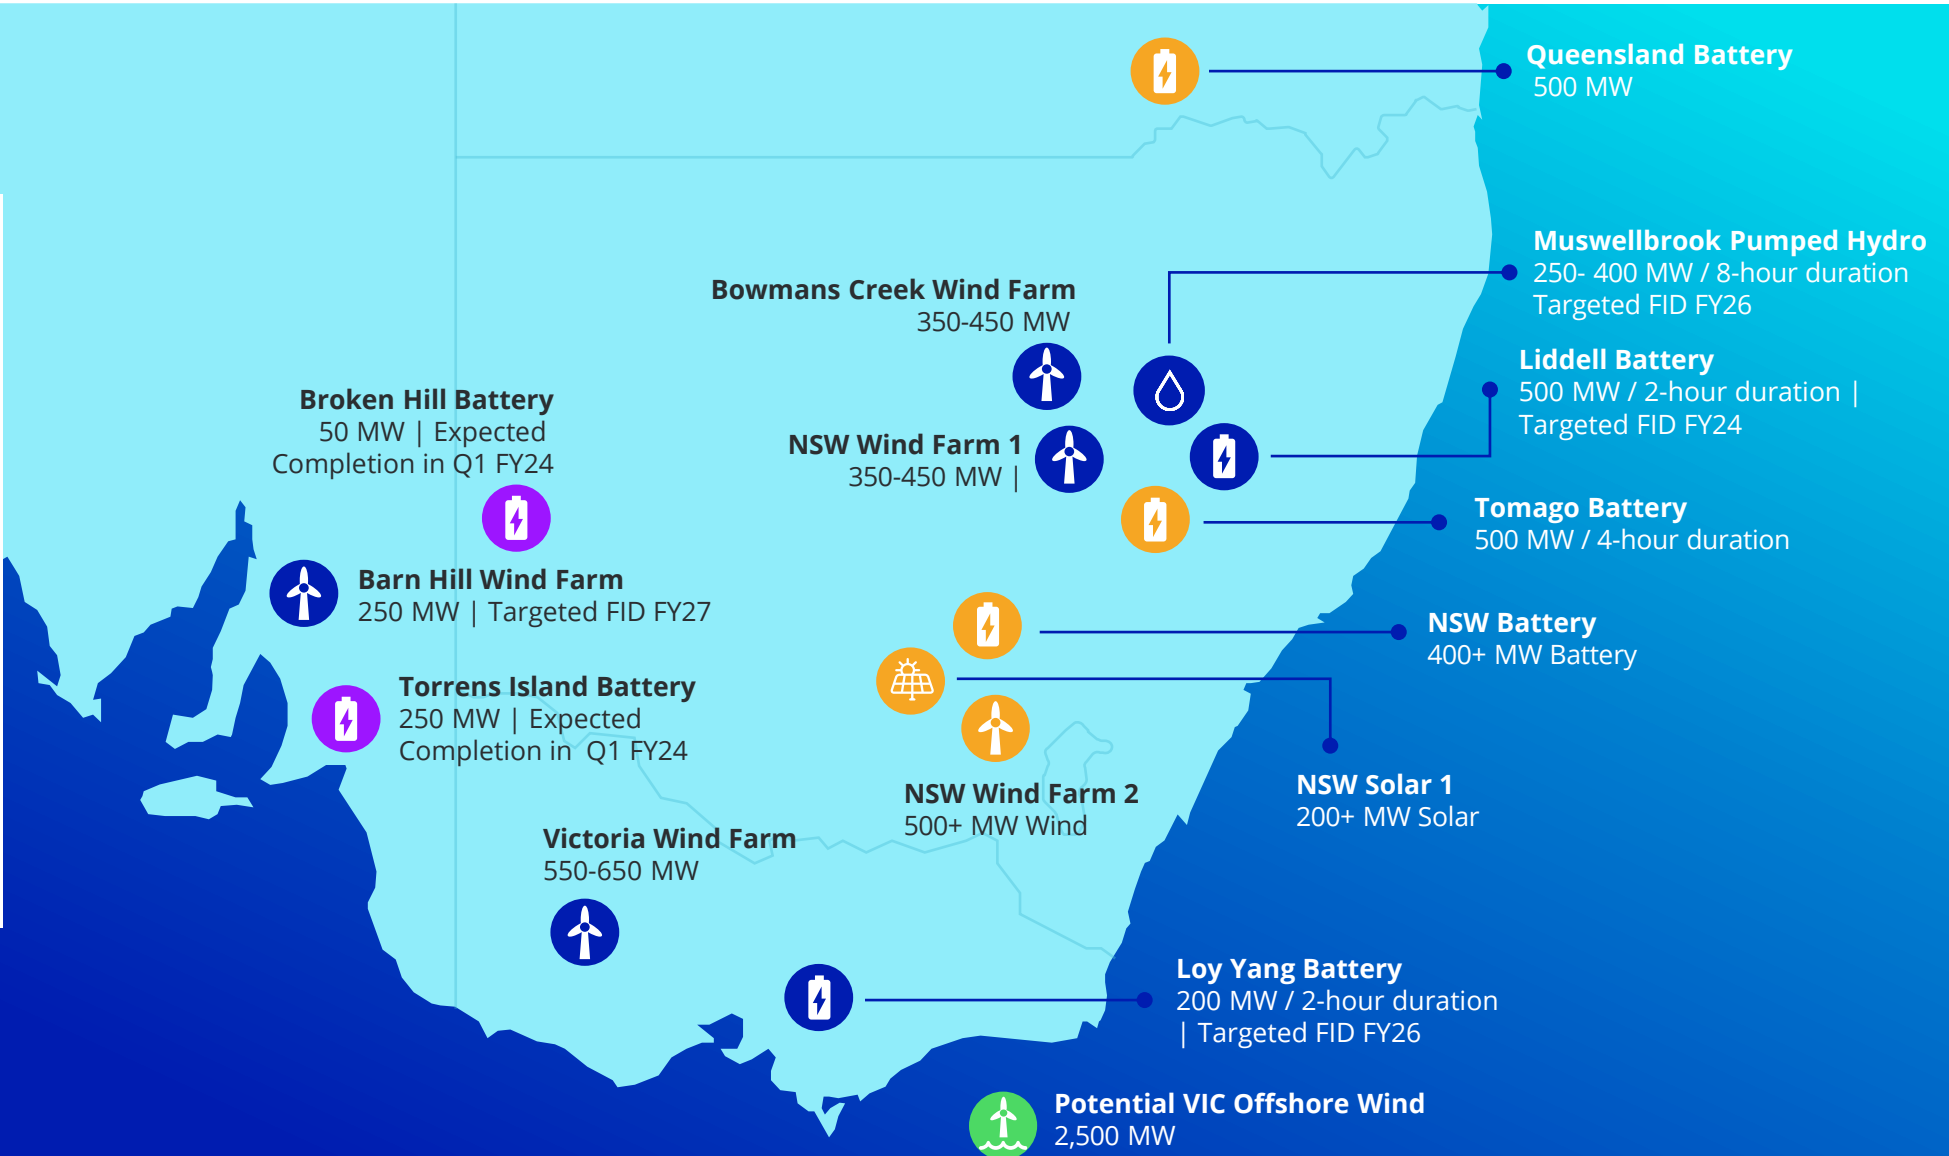 Queensland Battery
500 MW
Muswellbrook Pumped Hydro
250- 400 MW / 8-hour duration
Targeted FID FY26
Bowmans Creek Wind Farm
350-450 MW
Liddell Battery
500 MW / 2-hour duration |
Targeted FID FY24
Broken Hill Battery
50 MW | Expected
Completion in Q1 FY24
NSW Wind Farm 1
350-450 MW |
Tomago Battery
500 MW / 4-hour duration
Barn Hill Wind Farm
250 MW | Targeted FID FY27
NSW Battery
400+ MW Battery
Torrens Island Battery
250 MW | Expected
Completion in Q1 FY24
NSW Solar 1
200+ MW Solar
NSW Wind Farm 2
500+ MW Wind
Victoria Wind Farm
550-650 MW
Loy Yang Battery
200 MW / 2-hour duration
| Targeted FID FY26
Potential VIC Offshore Wind
2,500 MW